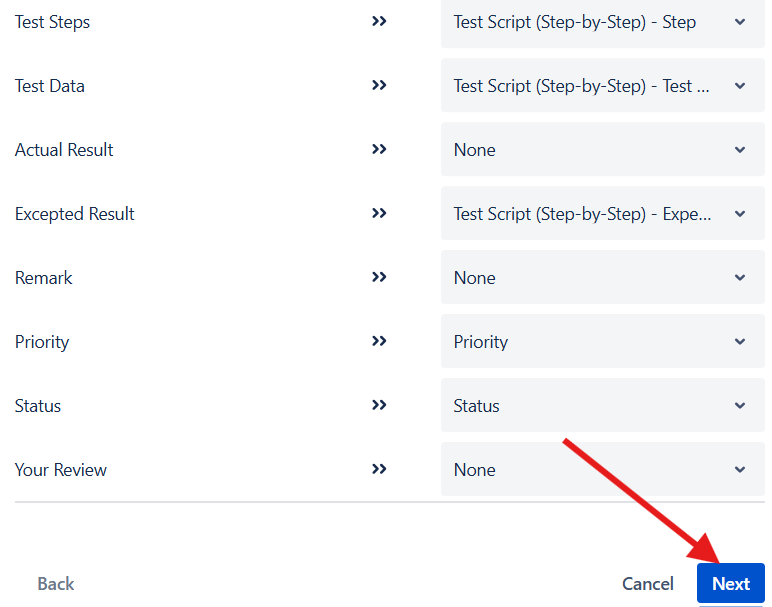 Test Steps >> Test Script (Step-by-Step) - Step
Test Data >> Test Script (Step-by-Step) - Test ...
Actual Result >> None
Excepted Result >> Test Script (Step-by-Step) - Expe...
Remark >> None
Priority >> Priority
Status >> Status
Your Review >> None
Back Cancel Next